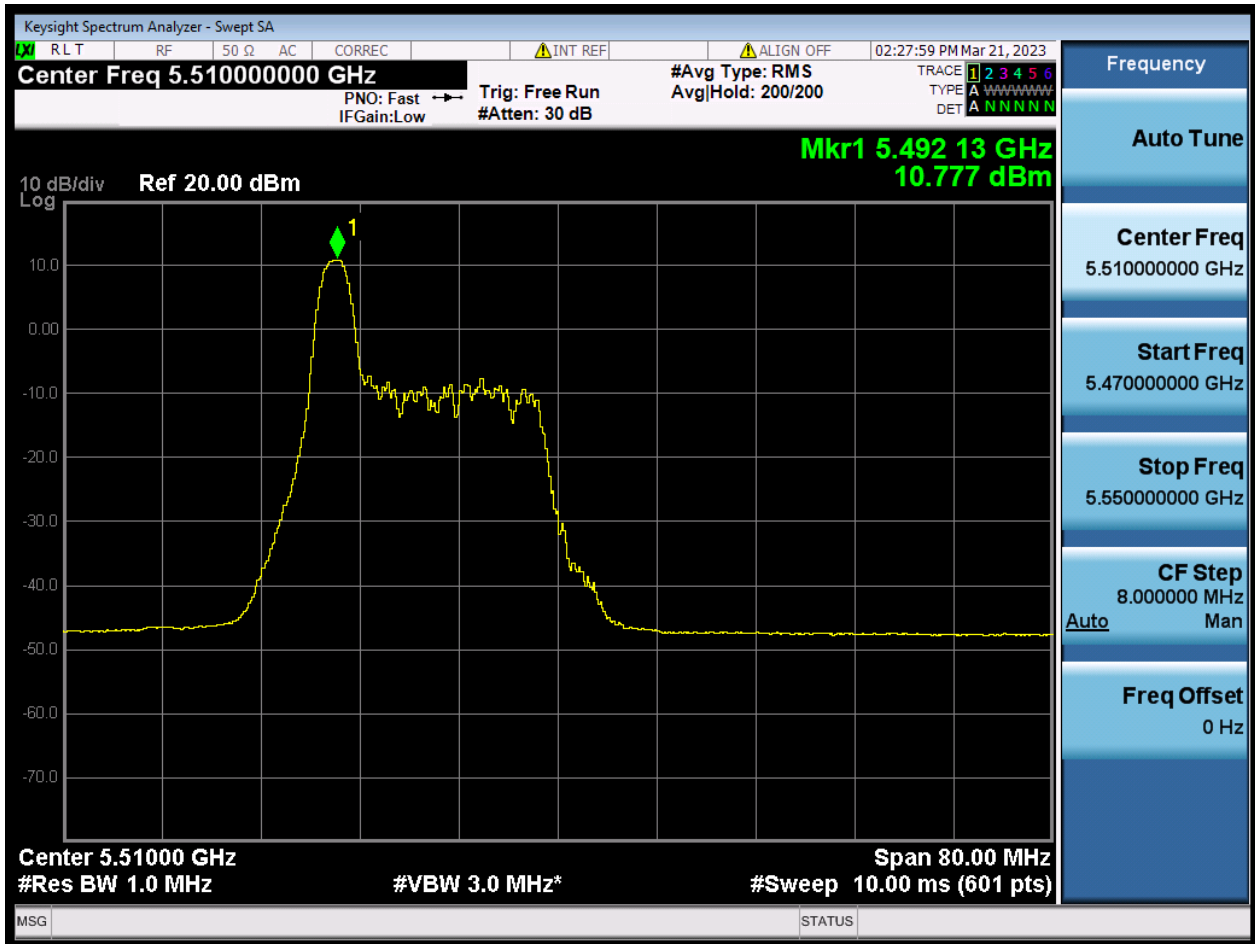 Keysight Spectrum Analyzer - Swept SA
LXI RLT RF 50 Ω AC CORREC INT REF ALIGN OFF 02:27:59 PM Mar 21, 2023
Center Freq 5.510000000 GHz
PNO: Fast
IFGain:Low
Trig: Free Run
#Atten: 30 dB
#Avg Type: RMS
Avg|Hold: 200/200
TRACE 1 2 3 4 5 6
TYPE A WWWWW
DET A N N N N N
Mkr1 5.492 13 GHz
10.777 dBm
10 dB/div Ref 20.00 dBm
Log
1
10.0
0.00
-10.0
-20.0
-30.0
-40.0
-50.0
-60.0
-70.0
Center 5.51000 GHz Span 80.00 MHz
#Res BW 1.0 MHz #VBW 3.0 MHz* #Sweep 10.00 ms (601 pts)
MSG STATUS
Frequency
Auto Tune
Center Freq
5.510000000 GHz
Start Freq
5.470000000 GHz
Stop Freq
5.550000000 GHz
CF Step
8.000000 MHz
Auto Man
Freq Offset
0 Hz